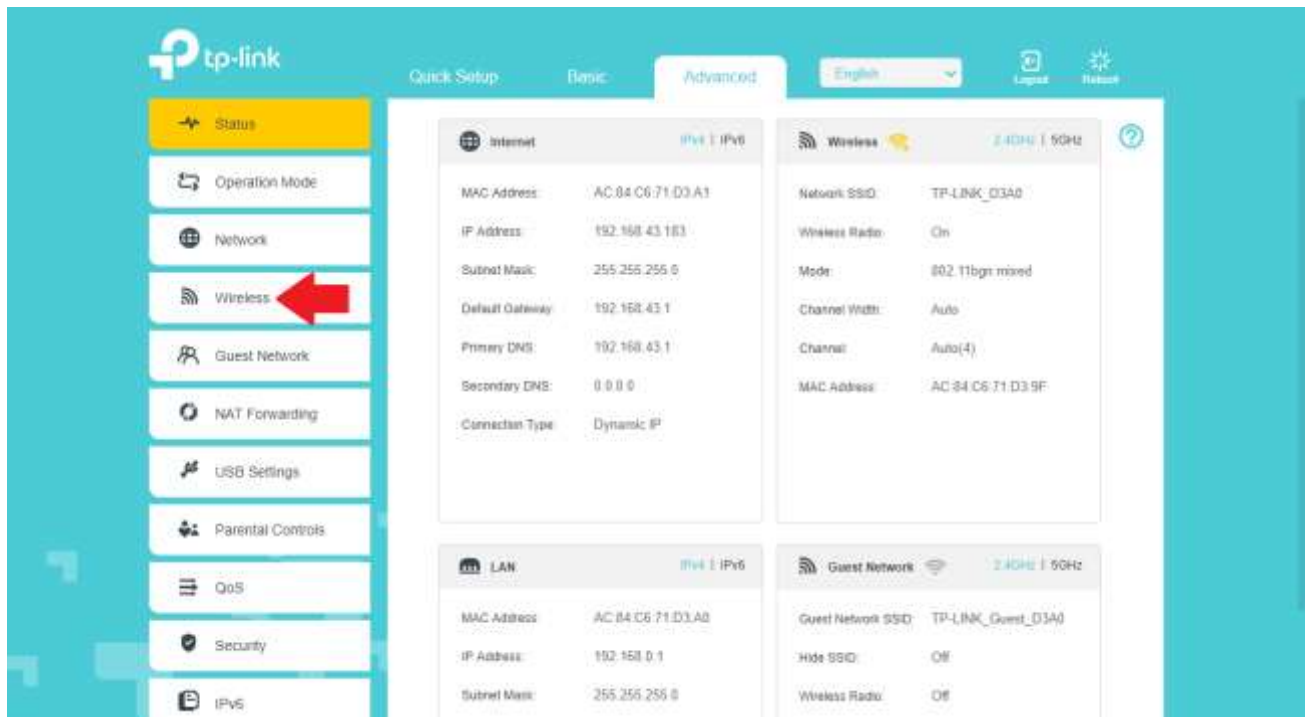 tp-link
Quick Setup
Basic
Advanced
English
Logout
Reboot
Status
Operation Mode
Network
Wireless
Guest Network
NAT Forwarding
USB Settings
Parental Controls
QoS
Security
IPv6
Internet
IPv4 | IPv6
MAC Address: AC:84:C6:71:D3:A1
IP Address: 192.168.43.183
Subnet Mask: 255.255.255.0
Default Gateway: 192.168.43.1
Primary DNS: 192.168.43.1
Secondary DNS: 0.0.0.0
Connection Type: Dynamic IP
Wireless
2.4GHz | 5GHz
Network SSID: TP-LINK_D3A0
Wireless Radio: On
Mode: 802.11bgn mixed
Channel Width: Auto
Channel: Auto(4)
MAC Address: AC:84:C6:71:D3:9F
LAN
IPv4 | IPv6
MAC Address: AC:84:C6:71:D3:A0
IP Address: 192.168.0.1
Subnet Mask: 255.255.255.0
Guest Network
2.4GHz | 5GHz
Guest Network SSID: TP-LINK_Guest_D3A0
Hide SSID: Off
Wireless Radio: Off